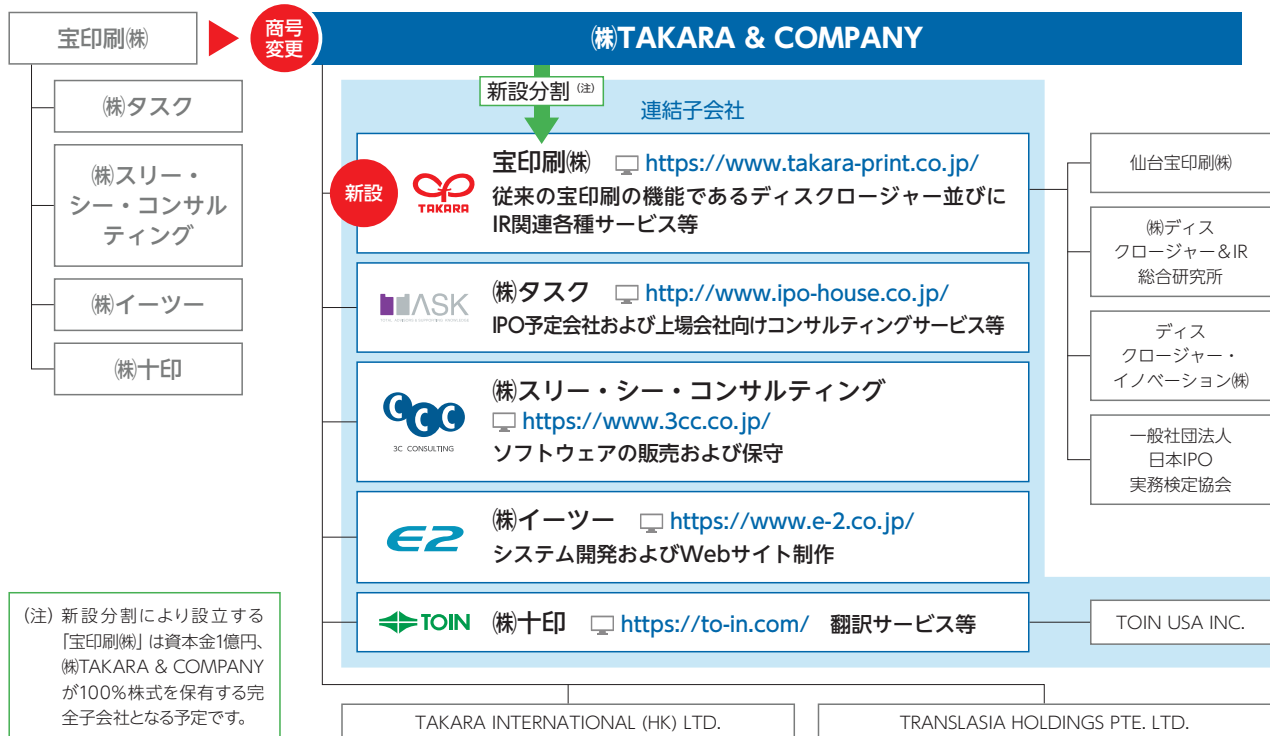 宝印刷㈱
商号
変更
㈱TAKARA & COMPANY
㈱タスク
㈱スリー・
シー・コンサル
ティング
㈱イーツー
㈱十印
新設分割（注）
連結子会社
新設
TAKARA
宝印刷㈱ https://www.takara-print.co.jp/
従来の宝印刷の機能であるディスクロージャー並びに
IR関連各種サービス等
TASK
㈱タスク http://www.ipo-house.co.jp/
IPO予定会社および上場会社向けコンサルティングサービス等
CCC
3C CONSULTING
㈱スリー・シー・コンサルティング
https://www.3cc.co.jp/
ソフトウェアの販売および保守
e2
㈱イーツー https://www.e-2.co.jp/
システム開発およびWebサイト制作
TOIN
㈱十印 https://to-in.com/ 翻訳サービス等
仙台宝印刷㈱
㈱ディス
クロージャー＆IR
総合研究所
ディス
クロージャー・
イノベーション㈱
一般社団法人
日本IPO
実務検定協会
TOIN USA INC.
（注）新設分割により設立する
「宝印刷㈱」は資本金1億円、
㈱TAKARA & COMPANY
が100%株式を保有する完
全子会社となる予定です。
TAKARA INTERNATIONAL (HK) LTD.
TRANSLASIA HOLDINGS PTE. LTD.